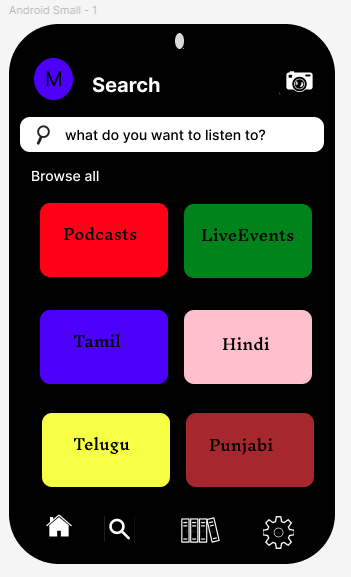 Android Small - 1
M
Search
what do you want to listen to?
Browse all
Podcasts
LiveEvents
Tamil
Hindi
Telugu
Punjabi